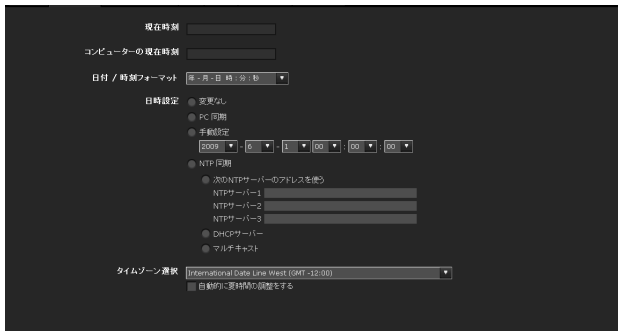 現在時刻
コンピューターの現在時刻
日付 / 時刻フォーマット 年 - 月 - 日 時 : 分 : 秒
日時設定 変更なし
PC 同期
手動設定
2009 - 6 - 1 00 : 00 : 00
NTP 同期
次のNTPサーバーのアドレスを使う
NTPサーバー1
NTPサーバー2
NTPサーバー3
DHCPサーバー
マルチキャスト
タイムゾーン選択 International Date Line West (GMT -12:00)
自動的に夏時間の調整をする